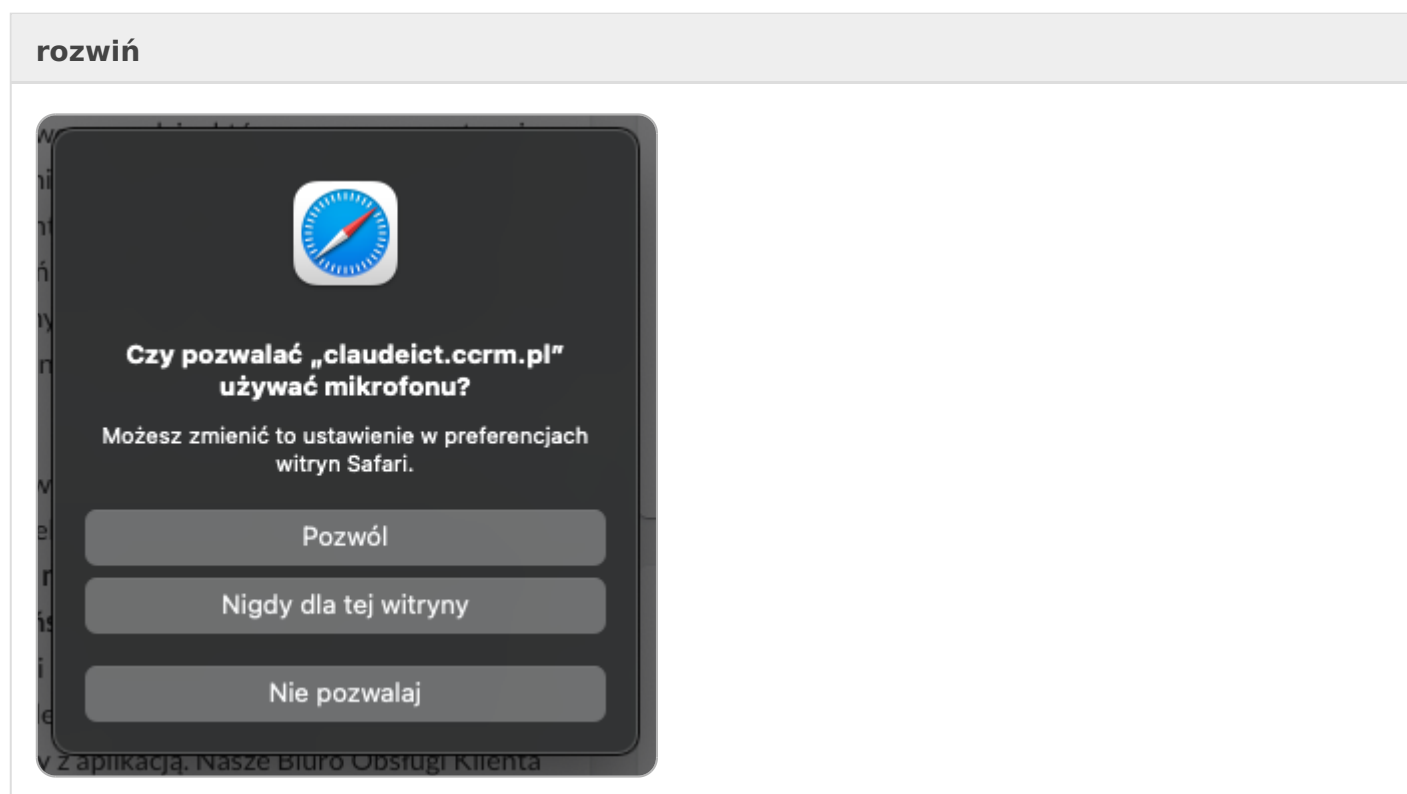 rozwiń
Czy pozwalać „claudeict.ccrm.pl”
używać mikrofonu?
Możesz zmienić to ustawienie w preferencjach
witryn Safari.
Pozwól
Nigdy dla tej witryny
Nie pozwalaj
z aplikacją. Nasze Biuro Obsługi Klienta